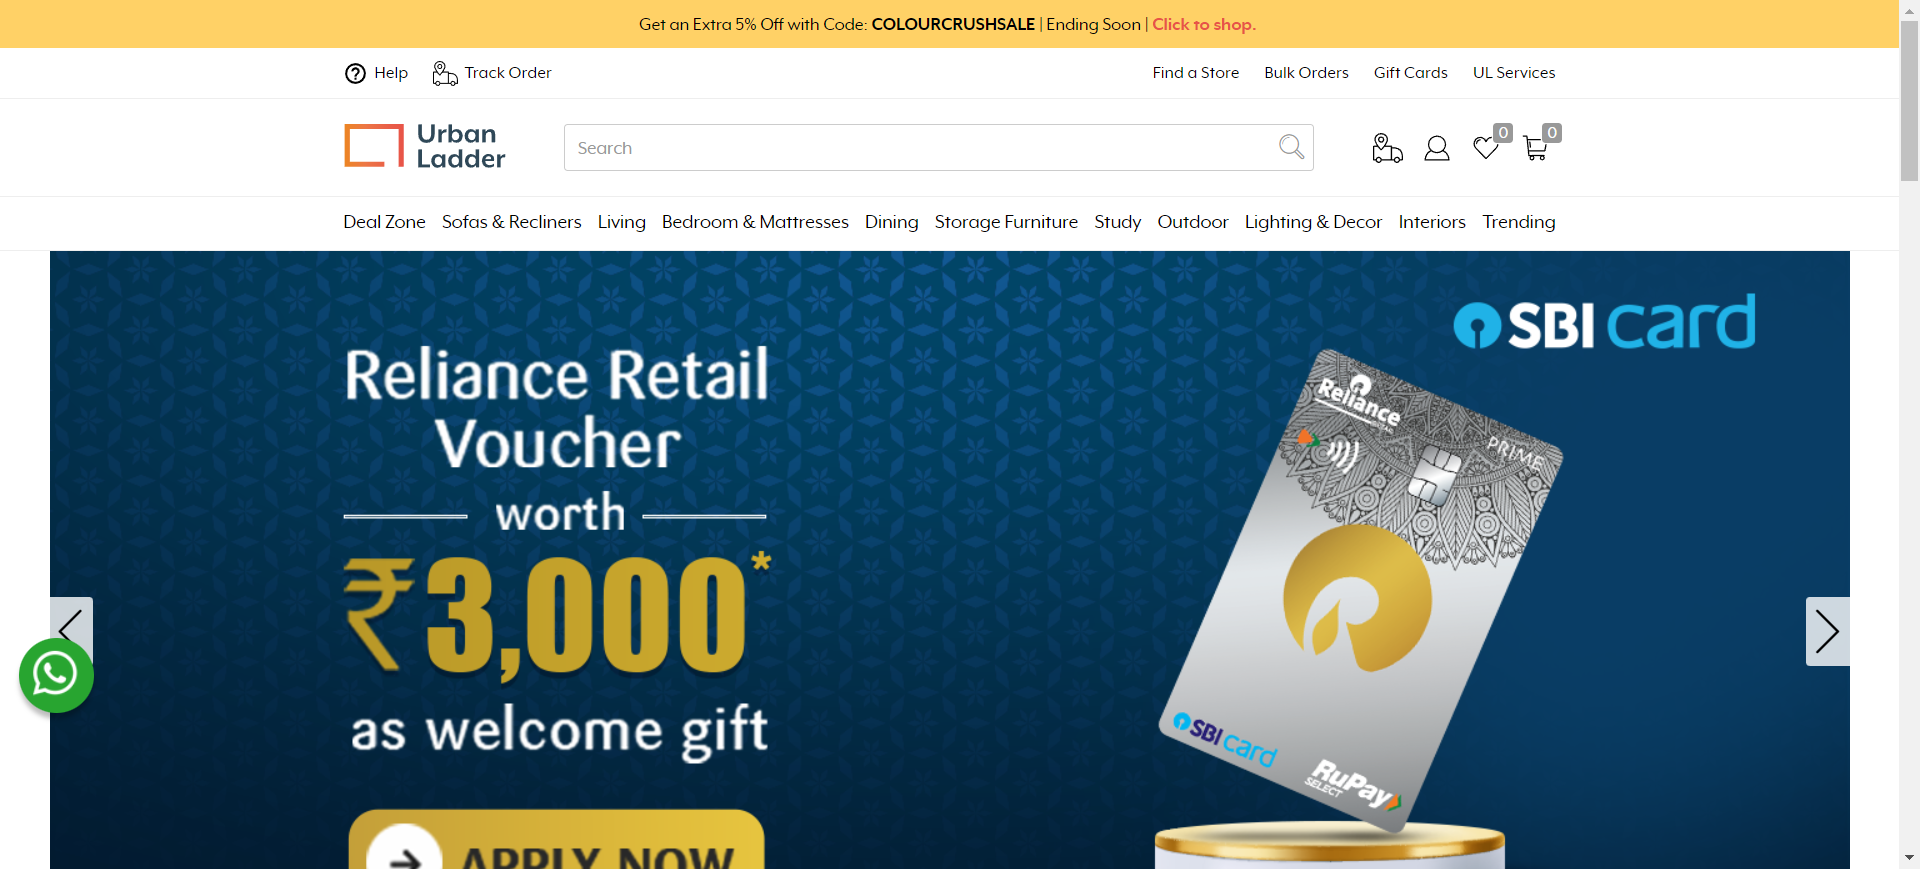 Get an Extra 5% Off with Code: COLOURCRUSHSALE | Ending Soon | Click to shop.
Help Track Order Find a Store Bulk Orders Gift Cards UL Services
Urban
Ladder
Search
0 0
Deal Zone Sofas & Recliners Living Bedroom & Mattresses Dining Storage Furniture Study Outdoor Lighting & Decor Interiors Trending
SBI card
Reliance Retail
Voucher
worth
₹3,000*
as welcome gift
APPLY NOW
Reliance
PRIME
SBI card
RuPay
SELECT